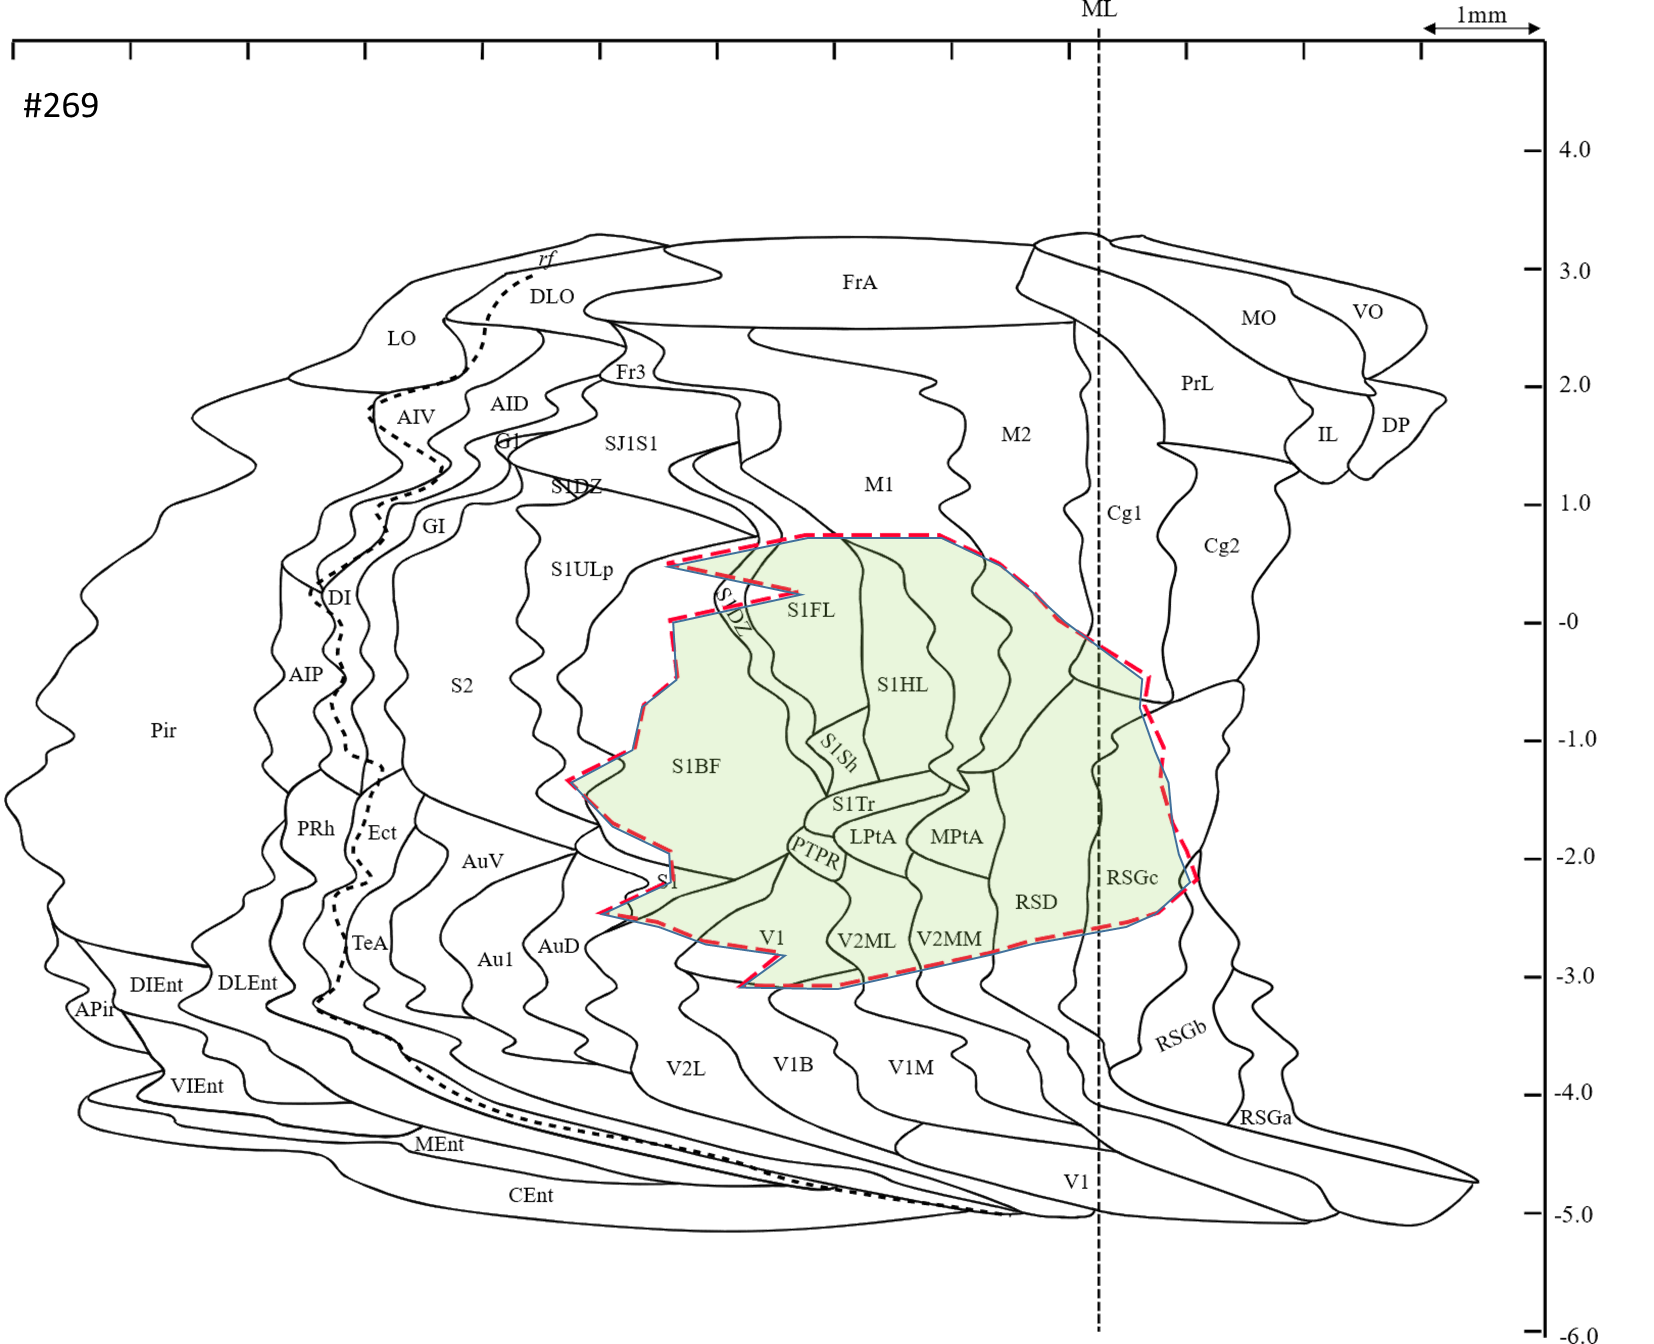 ML
1mm
#269
4.0
rf
3.0
FrA
DLO
VO
MO
LO
Fr3
PrL
2.0
AID
AIV
DP
M2
IL
G1
SJ1S1
M1
S1DZ
1.0
Cg1
GI
Cg2
S1ULp
DI
S1DZ
S1FL
-0
AIP
S2
S1HL
Pir
-1.0
S1Sh
S1BF
S1Tr
PRh
Ect
LPtA
MPtA
PTPR
AuV
-2.0
S1
RSGc
RSD
TeA
V1
V2ML
V2MM
AuD
Au1
-3.0
DIEnt
DLEnt
APir
RSGb
V2L
V1B
V1M
VIEnt
-4.0
RSGa
MEnt
V1
CEnt
-5.0
-6.0